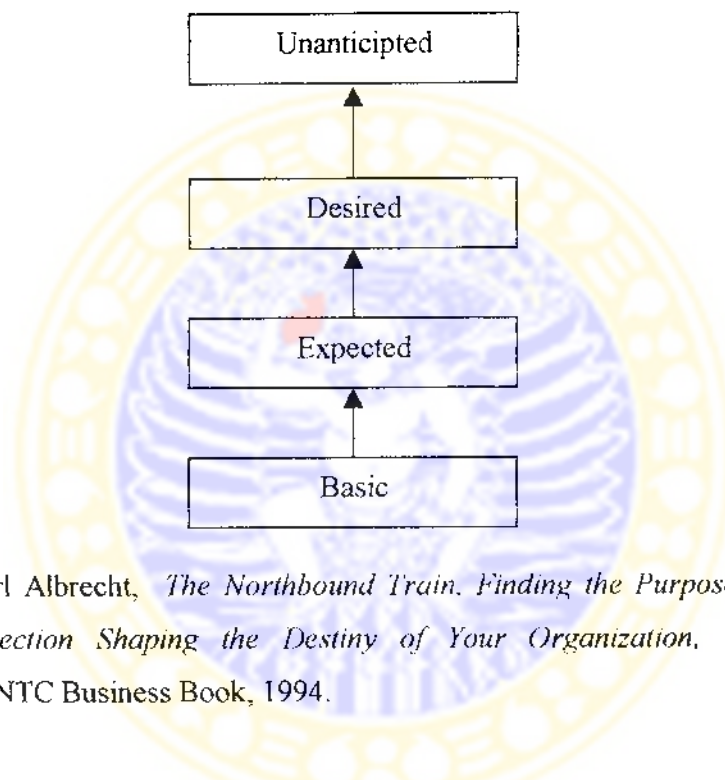 Unanticipted
Desired
Expected
Basic
rl Albrecht, The Northbound Train. Finding the Purpos
ection Shaping the Destiny of Your Organization,
NTC Business Book, 1994.